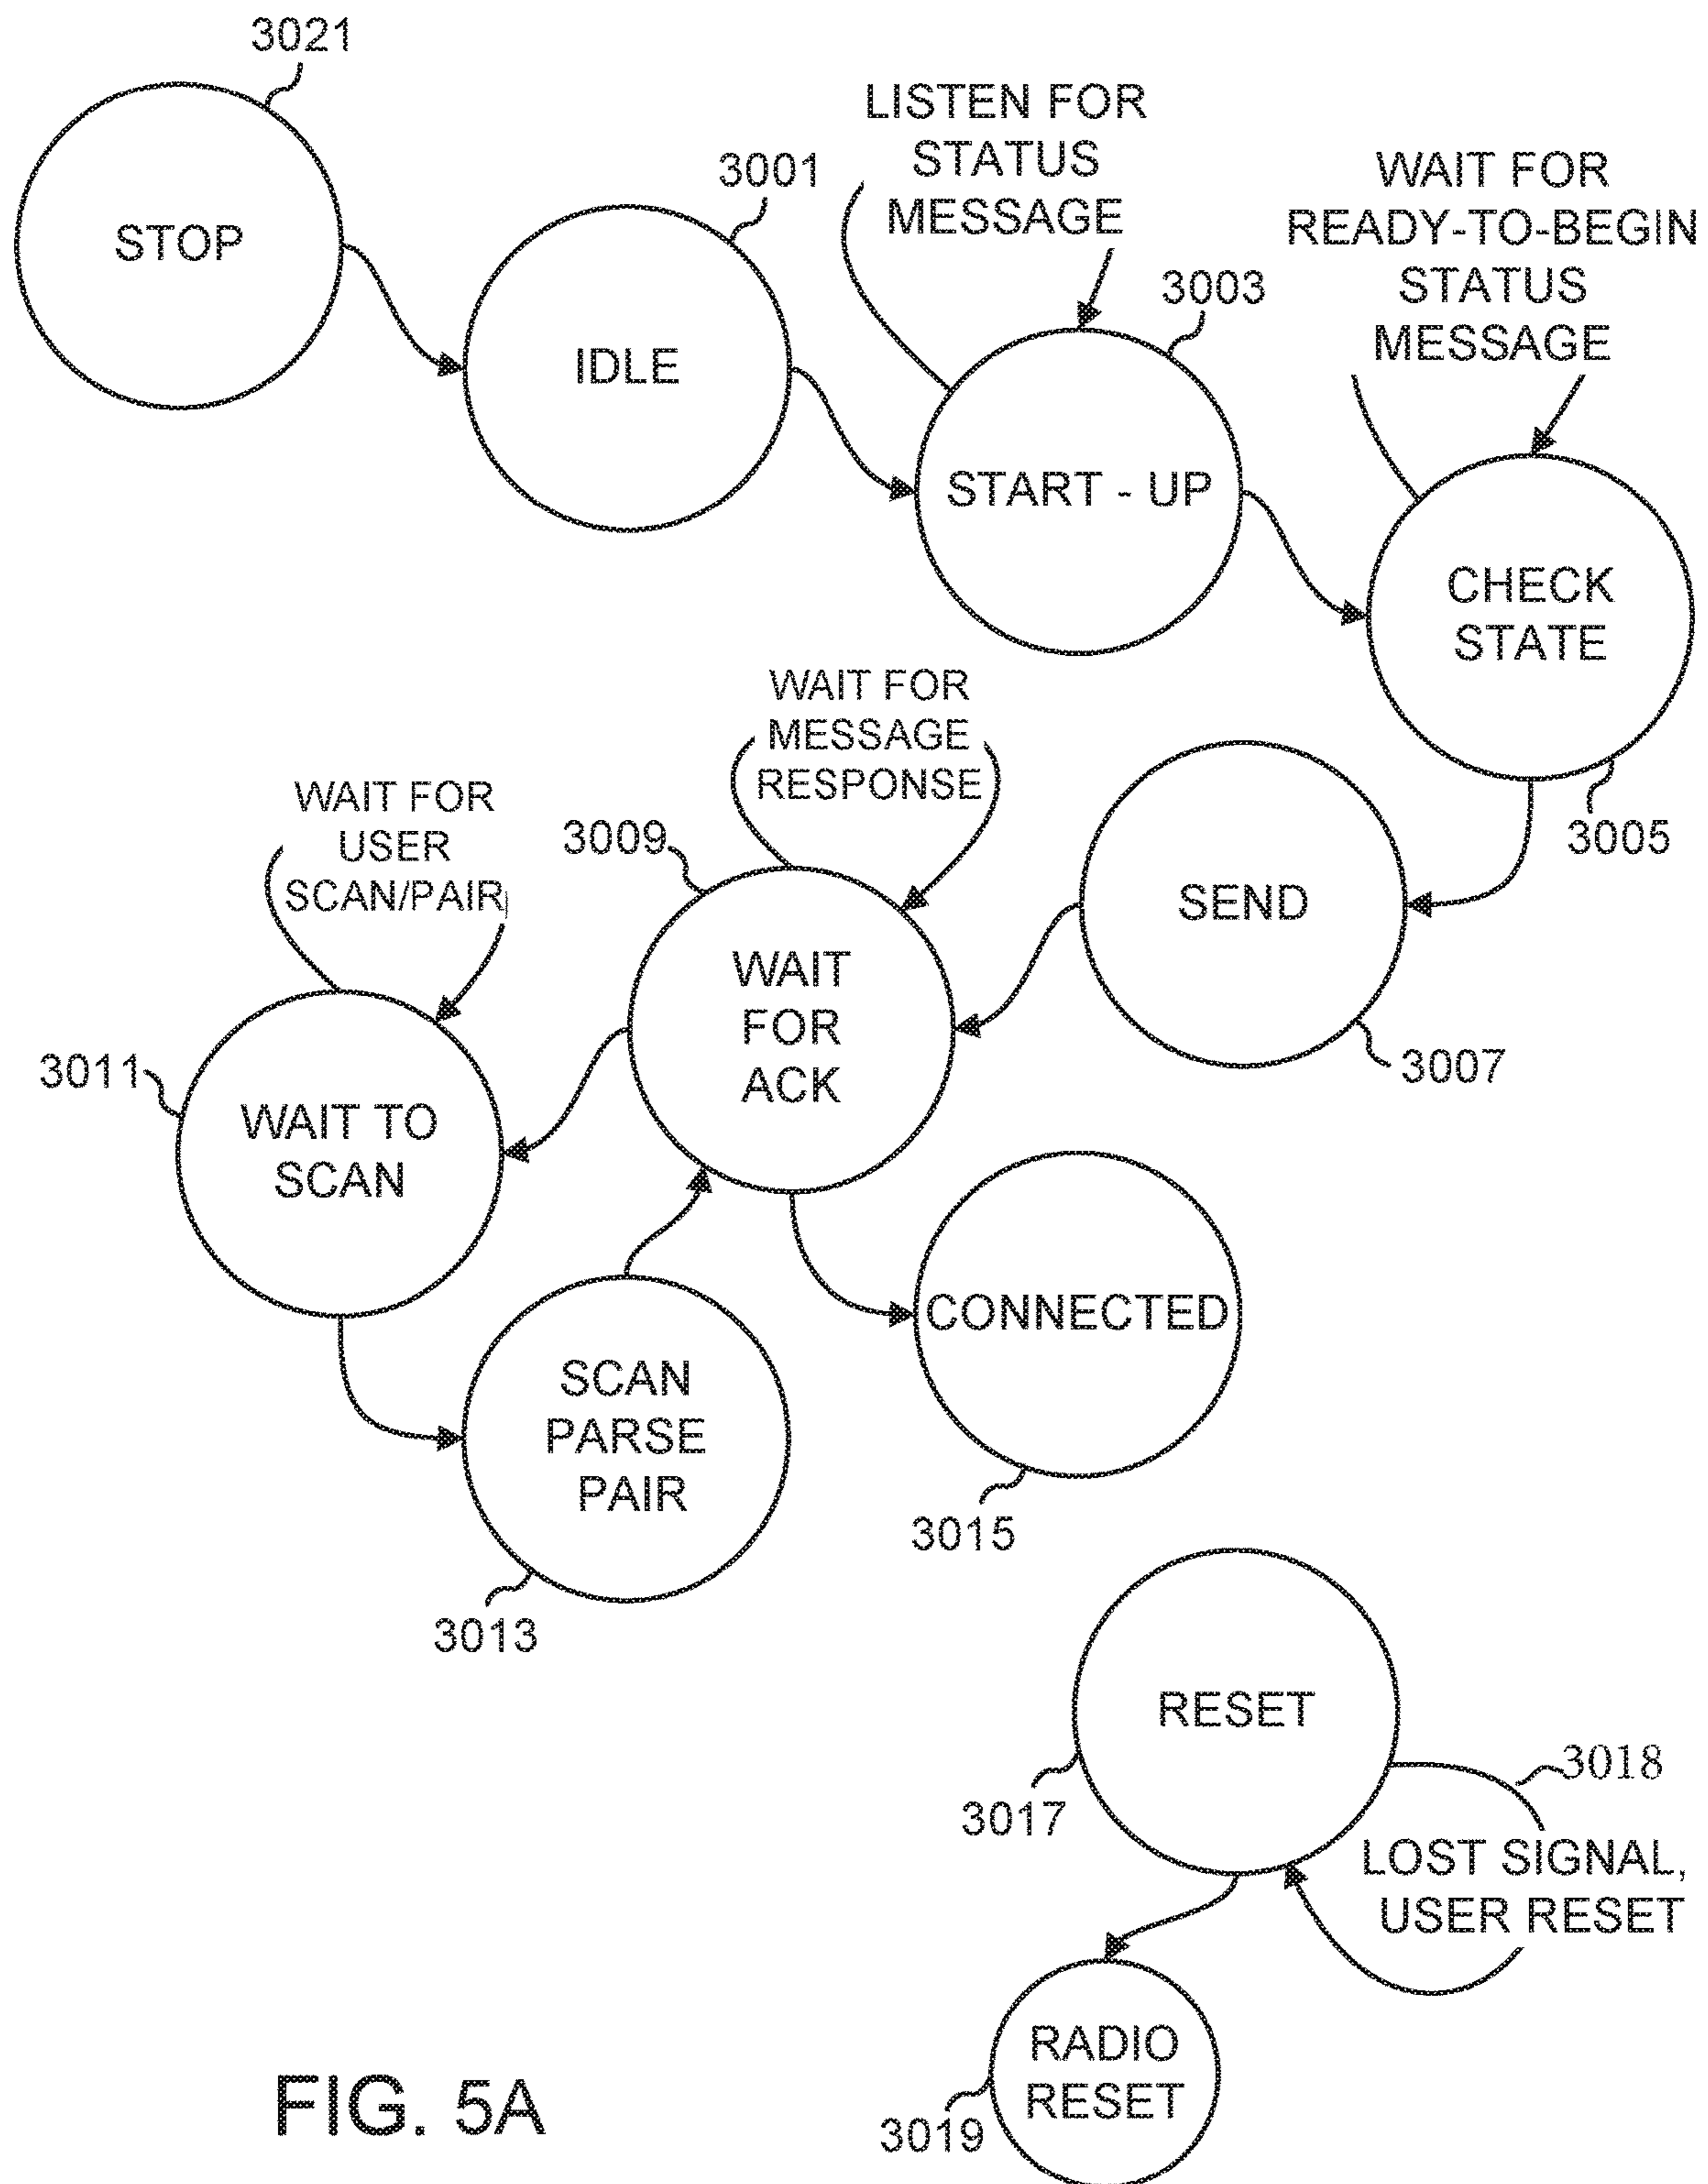 3021
STOP
3001
IDLE
LISTEN FOR
STATUS
MESSAGE
3003
START - UP
WAIT FOR
READY-TO-BEGIN
STATUS
MESSAGE
CHECK
STATE
3005
SEND
3007
WAIT FOR
MESSAGE
RESPONSE
3009
WAIT
FOR
ACK
WAIT FOR
USER
SCAN/PAIR
3011
WAIT TO
SCAN
SCAN
PARSE
PAIR
3013
CONNECTED
3015
RESET
3017
3018
LOST SIGNAL,
USER RESET
RADIO
RESET
3019
FIG. 5A